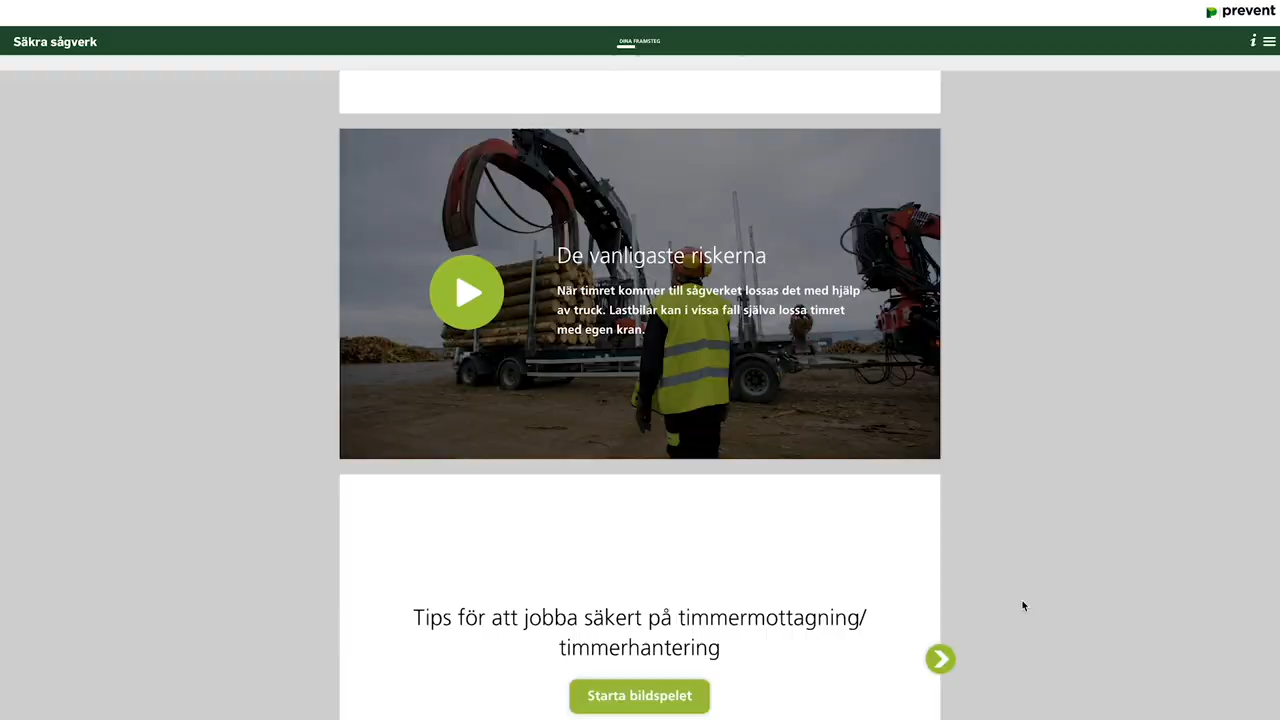 prevent
Säkra sågverk
DINA FRAMSTEG
i
De vanligaste riskerna
När timret kommer till sågverket lossas det med hjälp
av truck. Lastbilar kan i vissa fall själva lossa timret
med egen kran.
Tips för att jobba säkert på timmermottagning/
timmerhantering
Starta bildspelet